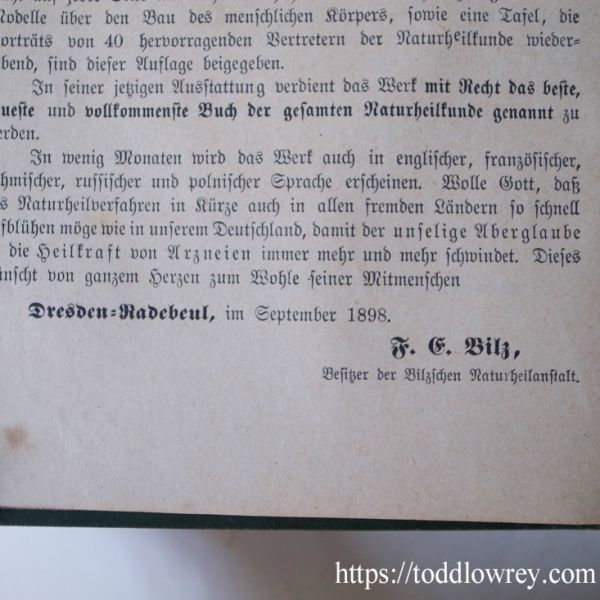 Modelle über den Bau des menschlichen Körpers, sowie eine Tafel, die
orträts von 40 hervorragenden Vertretern der Naturheilkunde wieder-
bend, sind dieser Auflage beigegeben.
In seiner jetzigen Ausstattung verdient das Werk mit Recht das beste,
ueste und vollkommenste Buch der gesamten Naturheilkunde genannt zu
erden.
In wenig Monaten wird das Werk auch in englischer, französischer,
hmischer, russischer und polnischer Sprache erscheinen. Wolle Gott, daß
s Naturheilverfahren in Kürze auch in allen fremden Ländern so schnell
fblühen möge wie in unserem Deutschland, damit der unselige Aberglaube
die Heilkraft von Arzneien immer mehr und mehr schwindet. Dieses
ünscht von ganzem Herzen zum Wohle seiner Mitmenschen
Dresden-Radebeul, im September 1898.
F. E. Bilz,
Besitzer der Bilzschen Naturheilanstalt.
https://toddlowrey.com/